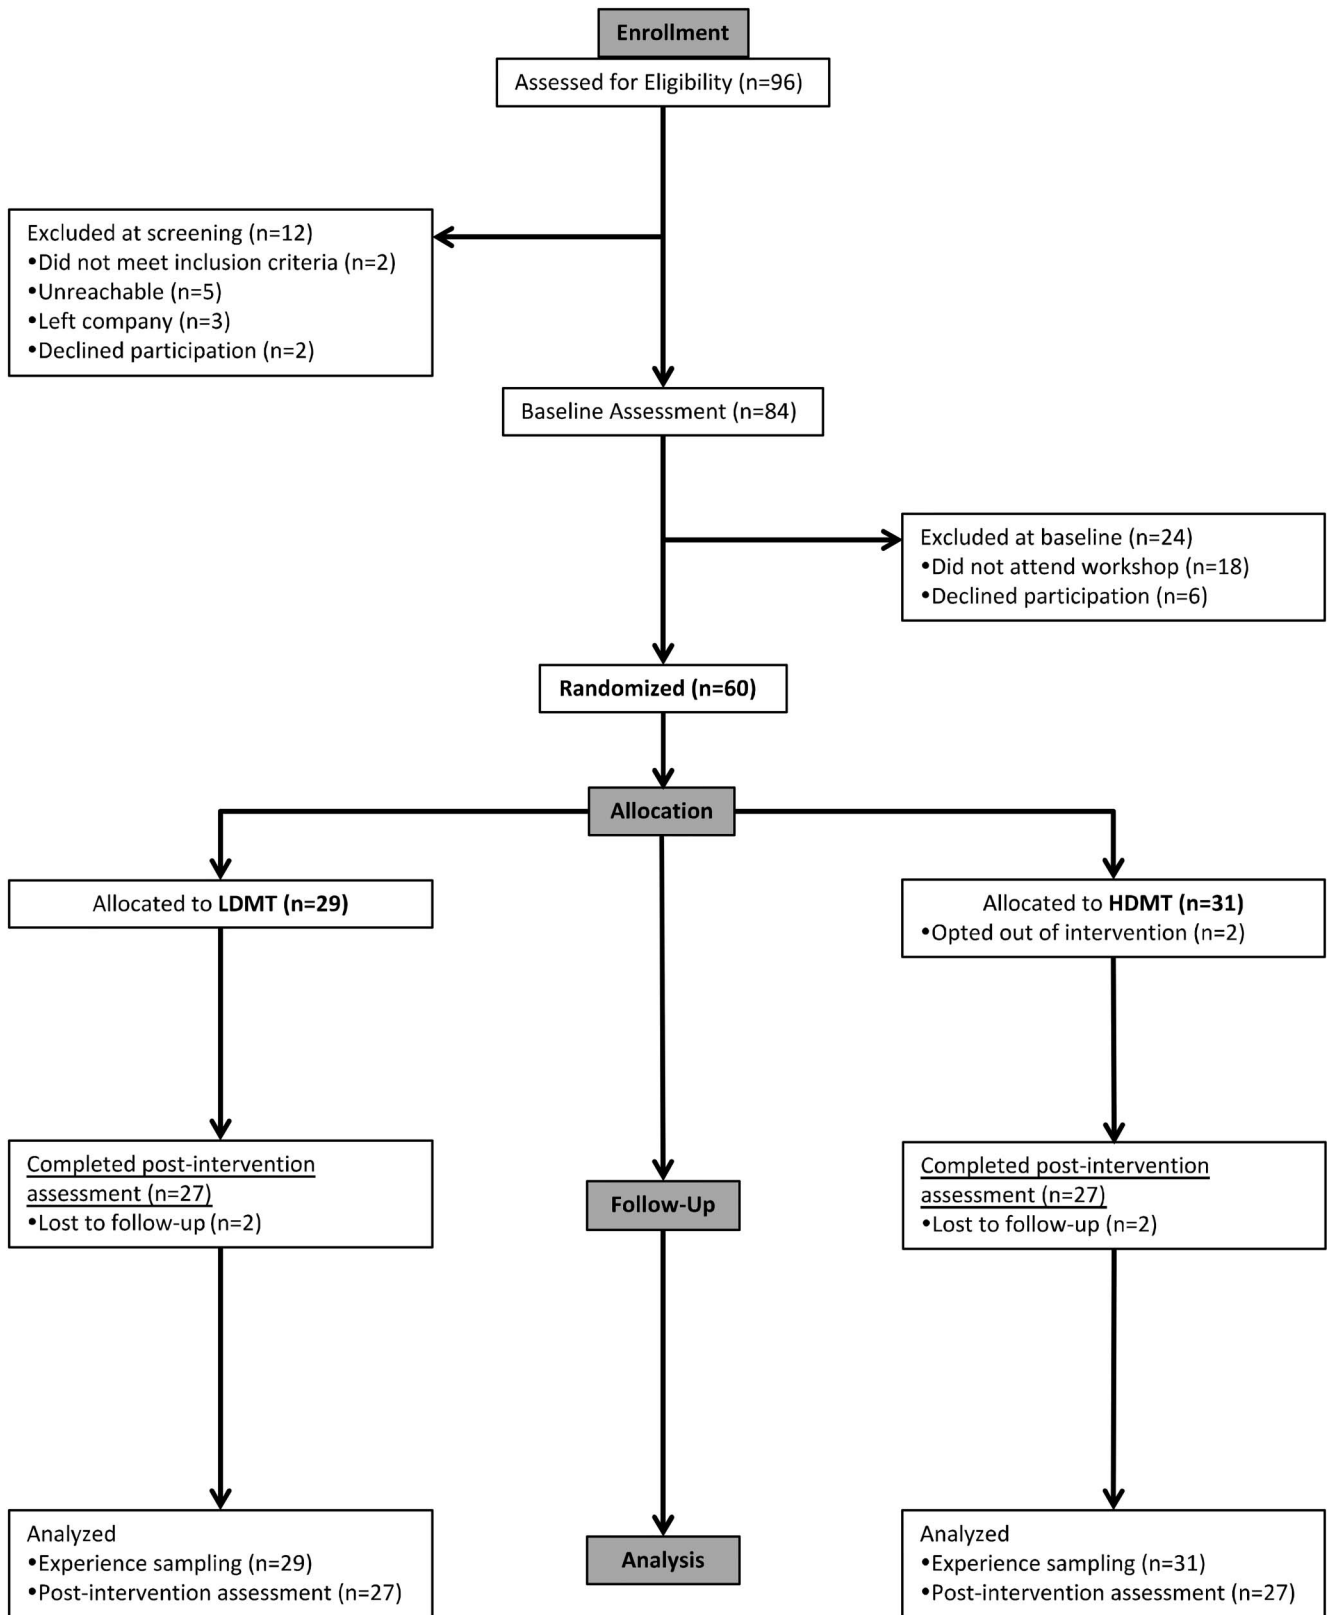 Enrollment
Assessed for Eligibility (n=96)
Excluded at screening (n=12)
•Did not meet inclusion criteria (n=2)
•Unreachable (n=5)
•Left company (n=3)
•Declined participation (n=2)
Baseline Assessment (n=84)
Excluded at baseline (n=24)
•Did not attend workshop (n=18)
•Declined participation (n=6)
Randomized (n=60)
Allocation
Allocated to LDMT (n=29)
Allocated to HDMT (n=31)
•Opted out of intervention (n=2)
Completed post-intervention
assessment (n=27)
•Lost to follow-up (n=2)
Follow-Up
Completed post-intervention
assessment (n=27)
•Lost to follow-up (n=2)
Analyzed
•Experience sampling (n=29)
•Post-intervention assessment (n=27)
Analysis
Analyzed
•Experience sampling (n=31)
•Post-intervention assessment (n=27)